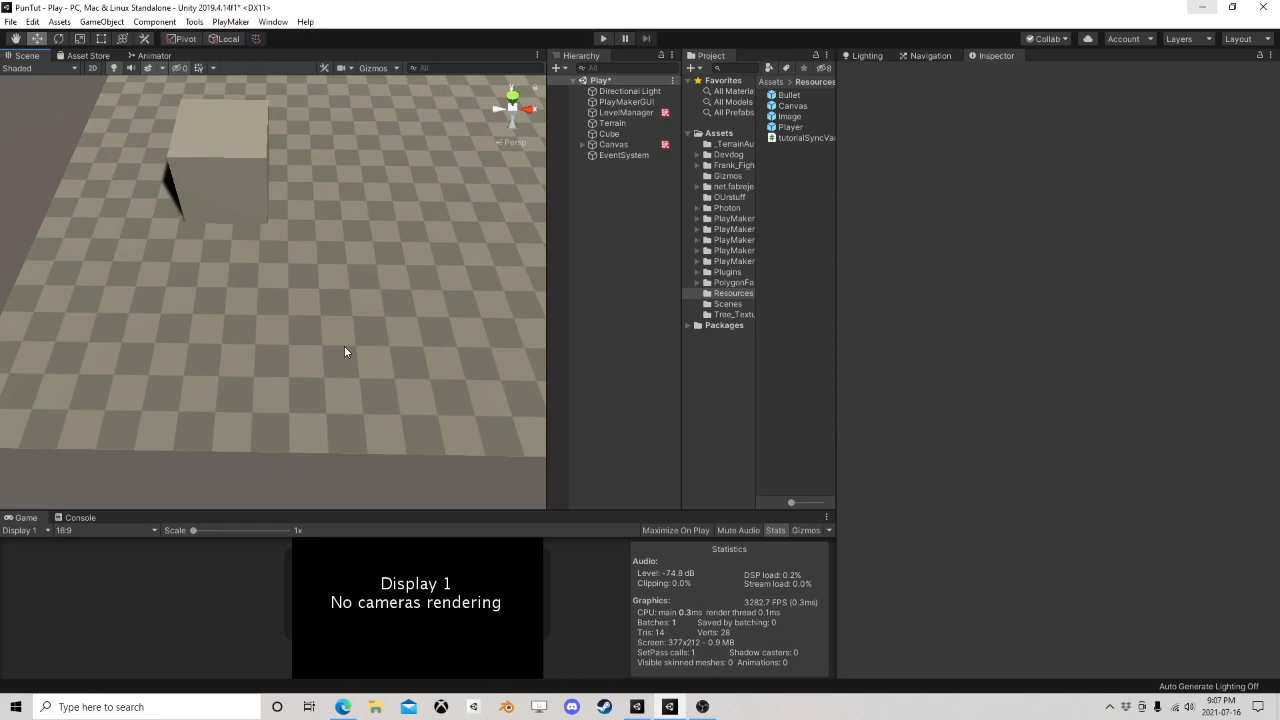 PunTut - Play - PC, Mac & Linux Standalone - Unity 2019.4.14f1* <DX11>
File Edit Assets GameObject Component Tools PlayMaker Window Help
Pivot Local Collab Account Layers Layout
Scene Asset Store Animator
Shaded 2D 0 Gizmos All
Persp
Hierarchy
All
Play*
Directional Light
PlayMakerGUI
LevelManager
Terrain
Cube
Canvas
EventSystem
Project
8
Favorites
All Materia
All Models
All Prefabs
Assets
_TerrainAu
Devdog
Frank_Figh
Gizmos
net.fabreje
OUrstuff
Photon
PlayMaker
PlayMaker
PlayMaker
PlayMaker
PlayMaker
Plugins
PolygonFa
Resources
Scenes
Tree_Textu
Packages
Assets Resources
Bullet
Canvas
Image
Player
tutorialSyncVa
Lighting Navigation Inspector
Game Console
Display 1 16:9 Scale 1x Maximize On Play Mute Audio Stats Gizmos
Display 1
No cameras rendering
Statistics
Audio:
Level: -74.8 dB DSP load: 0.2%
Clipping: 0.0% Stream load: 0.0%
Graphics: 3282.7 FPS (0.3ms)
CPU: main 0.3ms render thread 0.1ms
Batches: 1 Saved by batching: 0
Tris: 14 Verts: 28
Screen: 377x212 - 0.9 MB
SetPass calls: 1 Shadow casters: 0
Visible skinned meshes: 0 Animations: 0
Auto Generate Lighting Off
Type here to search
9:07 PM
2021-07-16